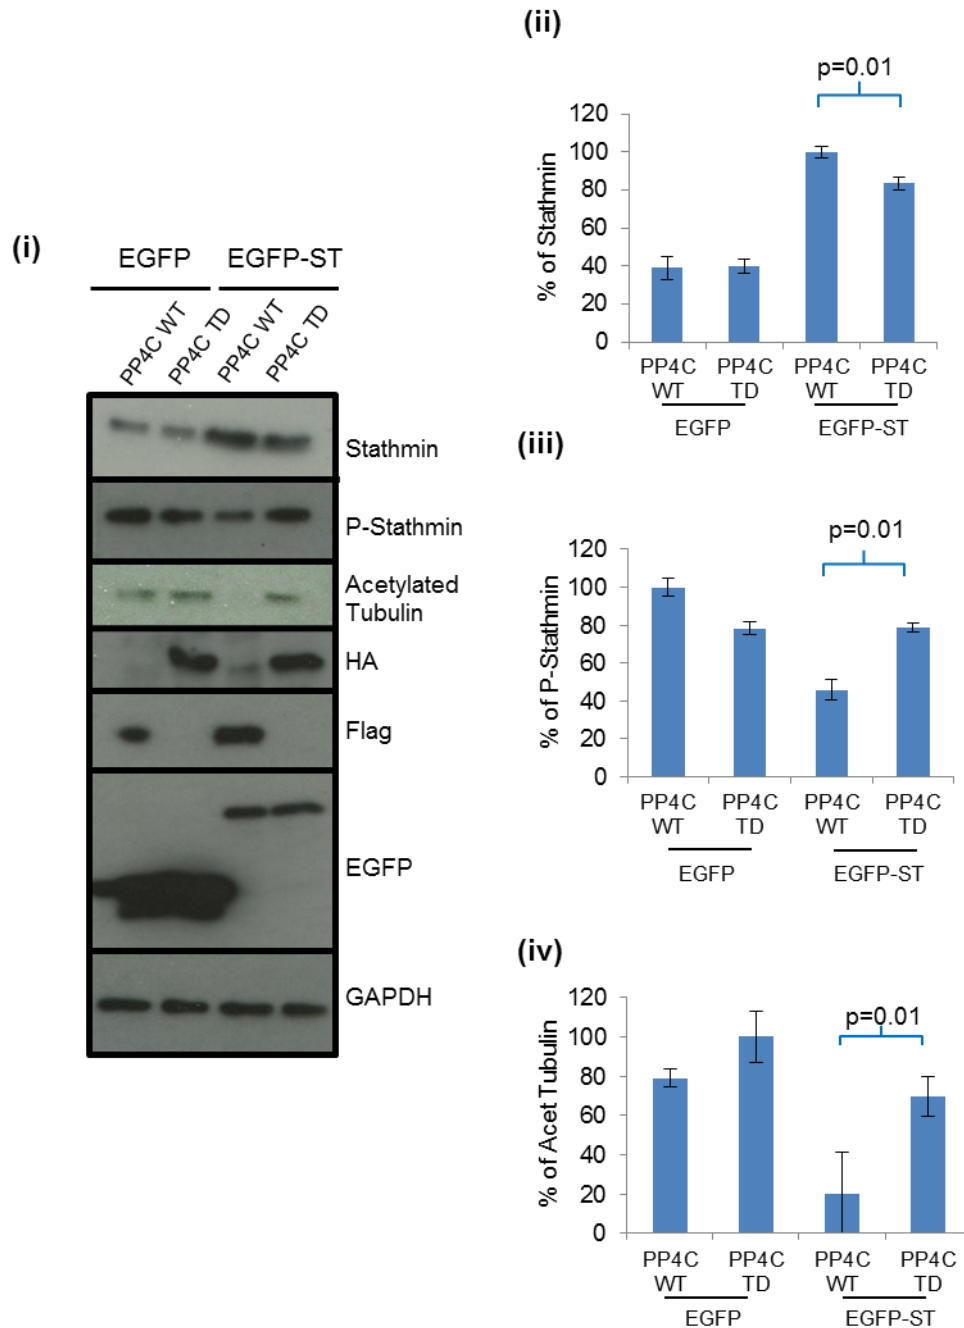 (i)
EGFP EGFP-ST
PP4C WT PP4C TD PP4C WT PP4C TD
Stathmin
P-Stathmin
Acetylated
Tubulin
HA
Flag
EGFP
GAPDH
(ii)
p=0.01
% of Stathmin
120
100
80
60
40
20
0
PP4C PP4C PP4C PP4C
WT TD WT TD
EGFP EGFP-ST
(iii)
p=0.01
% of P-Stathmin
120
100
80
60
40
20
0
PP4C PP4C PP4C PP4C
WT TD WT TD
EGFP EGFP-ST
(iv)
p=0.01
% of Acet Tubulin
120
100
80
60
40
20
0
PP4C PP4C PP4C PP4C
WT TD WT TD
EGFP EGFP-ST